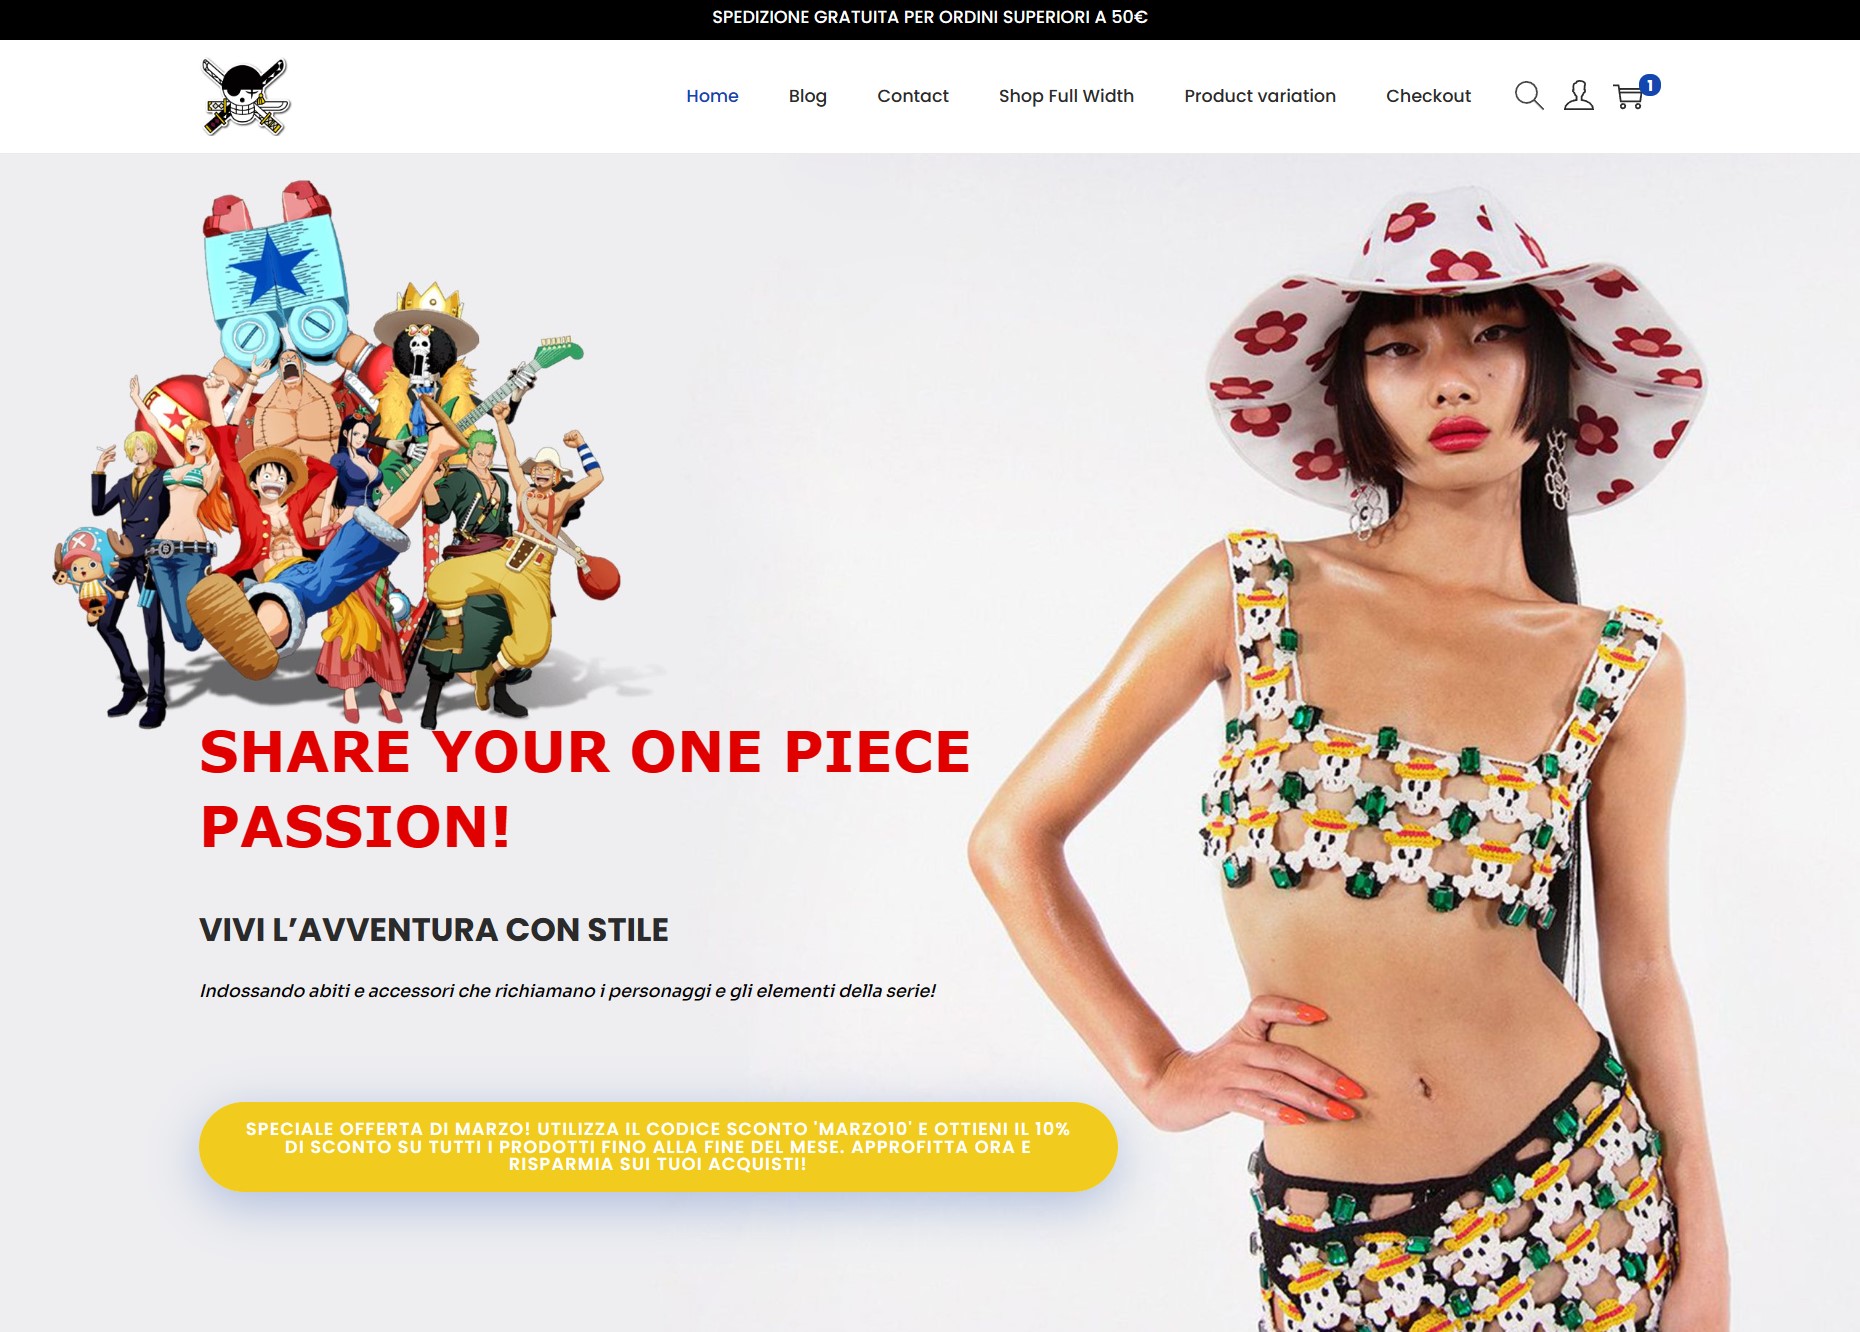 SPEDIZIONE GRATUITA PER ORDINI SUPERIORI A 50€
Home Blog Contact Shop Full Width Product variation Checkout 1
SHARE YOUR ONE PIECE
PASSION!
VIVI L’AVVENTURA CON STILE
Indossando abiti e accessori che richiamano i personaggi e gli elementi della serie!
SPECIALE OFFERTA DI MARZO! UTILIZZA IL CODICE SCONTO 'MARZO10' E OTTIENI IL 10%
DI SCONTO SU TUTTI I PRODOTTI FINO ALLA FINE DEL MESE. APPROFITTA ORA E
RISPARMIA SUI TUOI ACQUISTI!